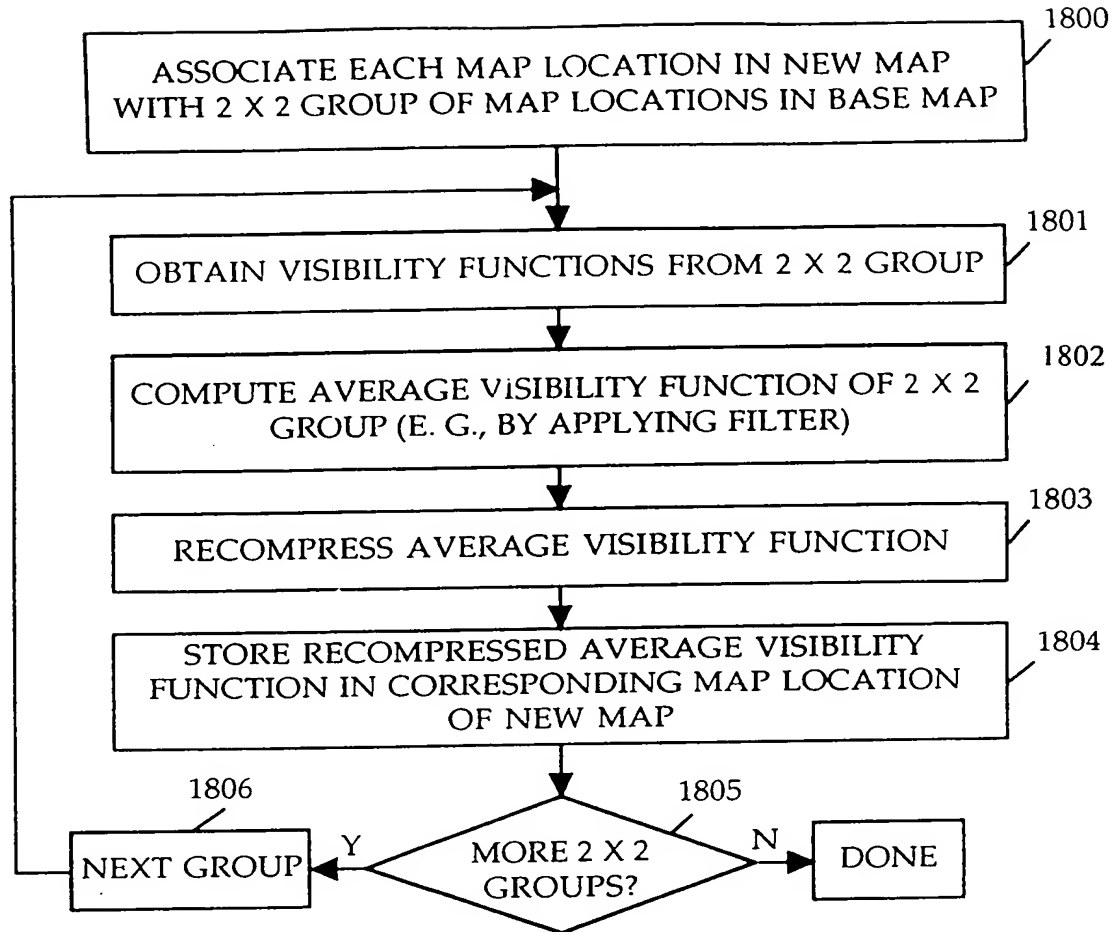 1800
ASSOCIATE EACH MAP LOCATION IN NEW MAP
WITH 2 X 2 GROUP OF MAP LOCATIONS IN BASE MAP
1801
OBTAIN VISIBILITY FUNCTIONS FROM 2 X 2 GROUP
1802
COMPUTE AVERAGE ViSIBILITY FUNCTION OF 2 X 2
GROUP (E. G., BY APPLYING FILTER)
1803
RECOMPRESS AVERAGE VISIBILITY FUNCTION
1804
STORE RECOMPRESSED AVERAGE VISIBILITY
FUNCTION IN CORRESPONDING MAP LOCATION
OF NEW MAP
1806
1805
NEXT GROUP
Y
MORE 2 X 2
GROUPS?
N
DONE